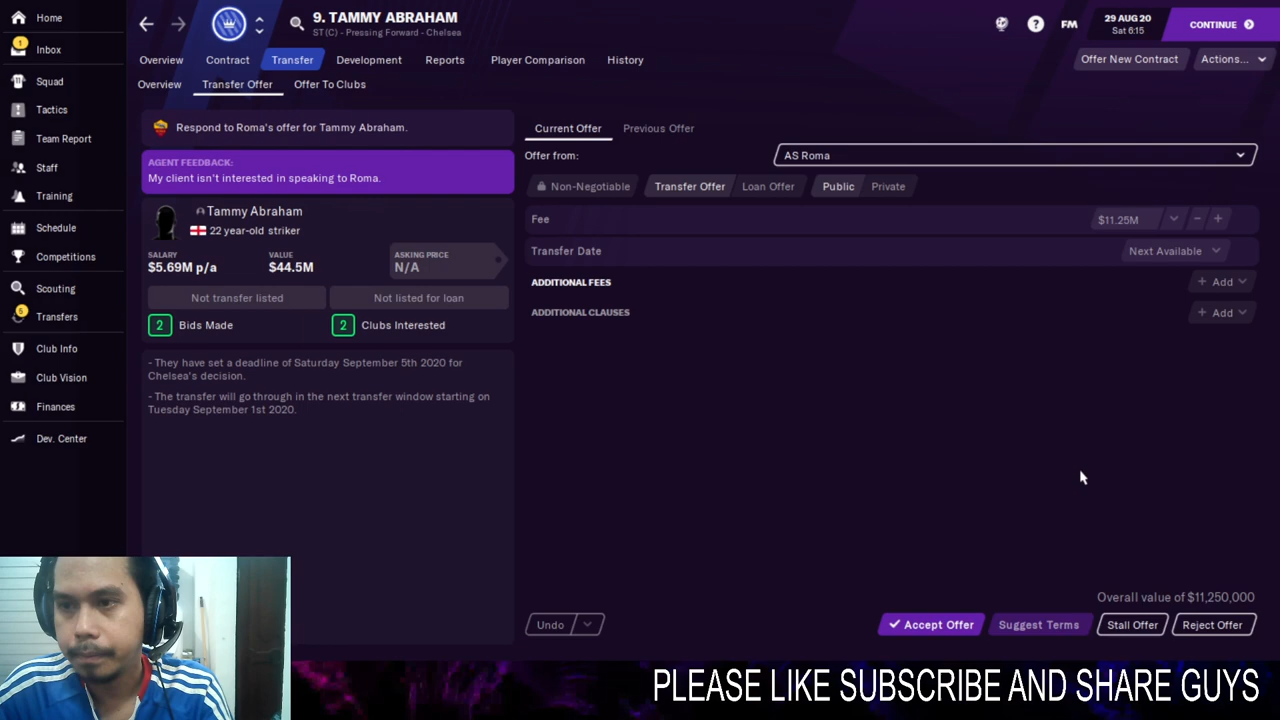 Home
1
Inbox
Squad
Tactics
Team Report
Staff
Training
Schedule
Competitions
Scouting
5
Transfers
Club Info
Club Vision
Finances
Dev. Center
9. TAMMY ABRAHAM
ST (C) - Pressing Forward - Chelsea
?
FM
29 AUG 20
Sat 6:15
CONTINUE
Overview
Contract
Transfer
Development
Reports
Player Comparison
History
Offer New Contract
Actions...
Overview
Transfer Offer
Offer To Clubs
Respond to Roma's offer for Tammy Abraham.
AGENT FEEDBACK:
My client isn't interested in speaking to Roma.
Tammy Abraham
22 year-old striker
SALARY
$5.69M p/a
VALUE
$44.5M
ASKING PRICE
N/A
Not transfer listed
Not listed for loan
2 Bids Made
2 Clubs Interested
- They have set a deadline of Saturday September 5th 2020 for
Chelsea's decision.
- The transfer will go through in the next transfer window starting on
Tuesday September 1st 2020.
Current Offer
Previous Offer
Offer from:
AS Roma
Non-Negotiable
Transfer Offer
Loan Offer
Public
Private
Fee
$11.25M
- +
Transfer Date
Next Available
ADDITIONAL FEES
+ Add
ADDITIONAL CLAUSES
+ Add
Overall value of $11,250,000
Undo
Accept Offer
Suggest Terms
Stall Offer
Reject Offer
PLEASE LIKE SUBSCRIBE AND SHARE GUYS